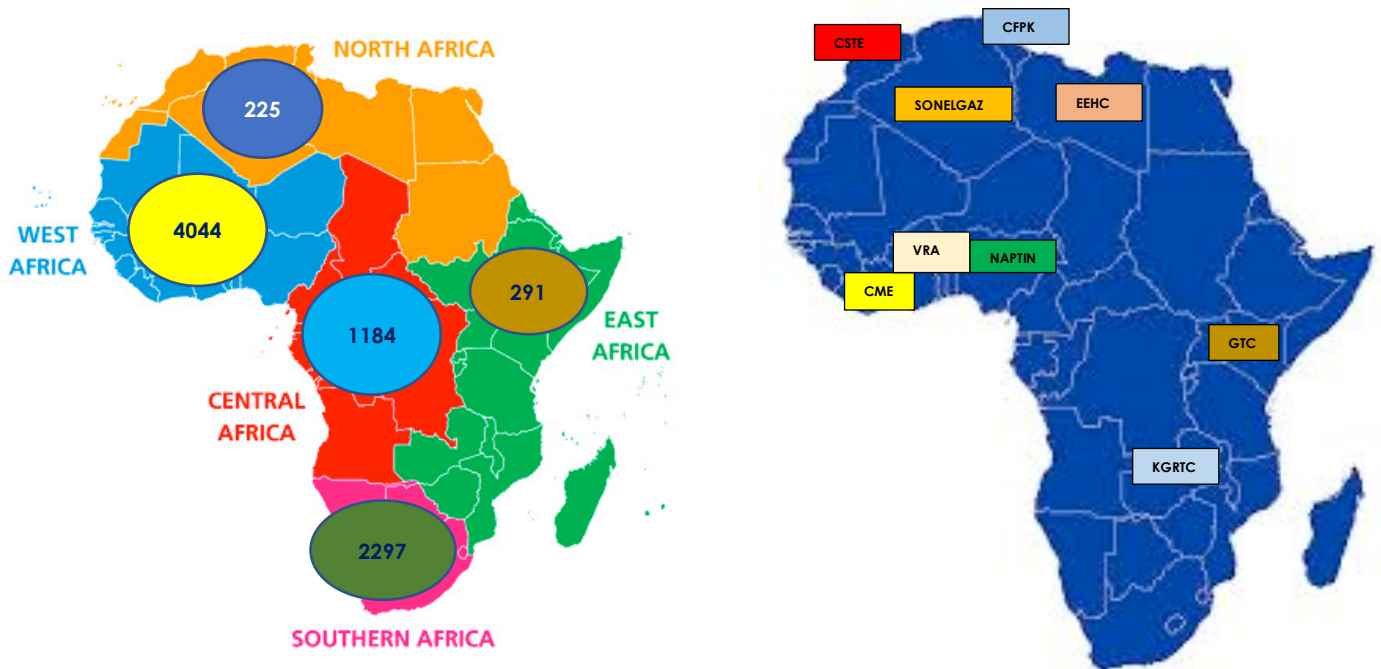 NORTH AFRICA
225
4044
WEST
AFRICA
291
1184
EAST
AFRICA
CENTRAL
AFRICA
2297
SOUTHERN AFRICA
CFPK
CSTE
SONELGAZ
EEHC
VRA
NAPTIN
CME
GTC
KGRTC